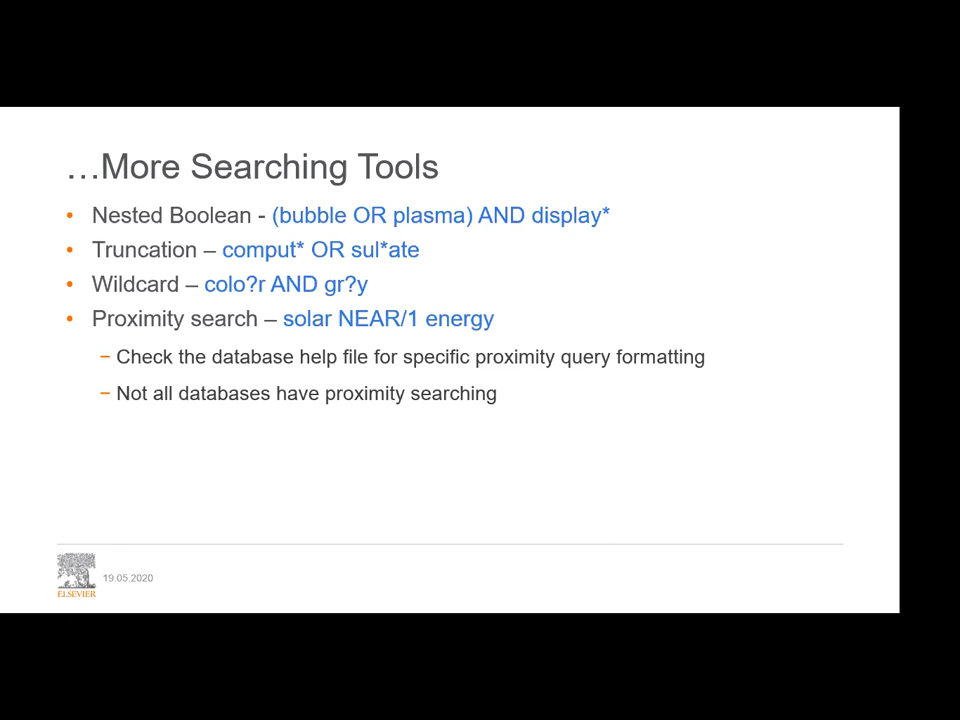 …More Searching Tools
• Nested Boolean - (bubble OR plasma) AND display*
• Truncation – comput* OR sul*ate
• Wildcard – colo?r AND gr?y
• Proximity search – solar NEAR/1 energy
− Check the database help file for specific proximity query formatting
− Not all databases have proximity searching
19.05.2020
ELSEVIER